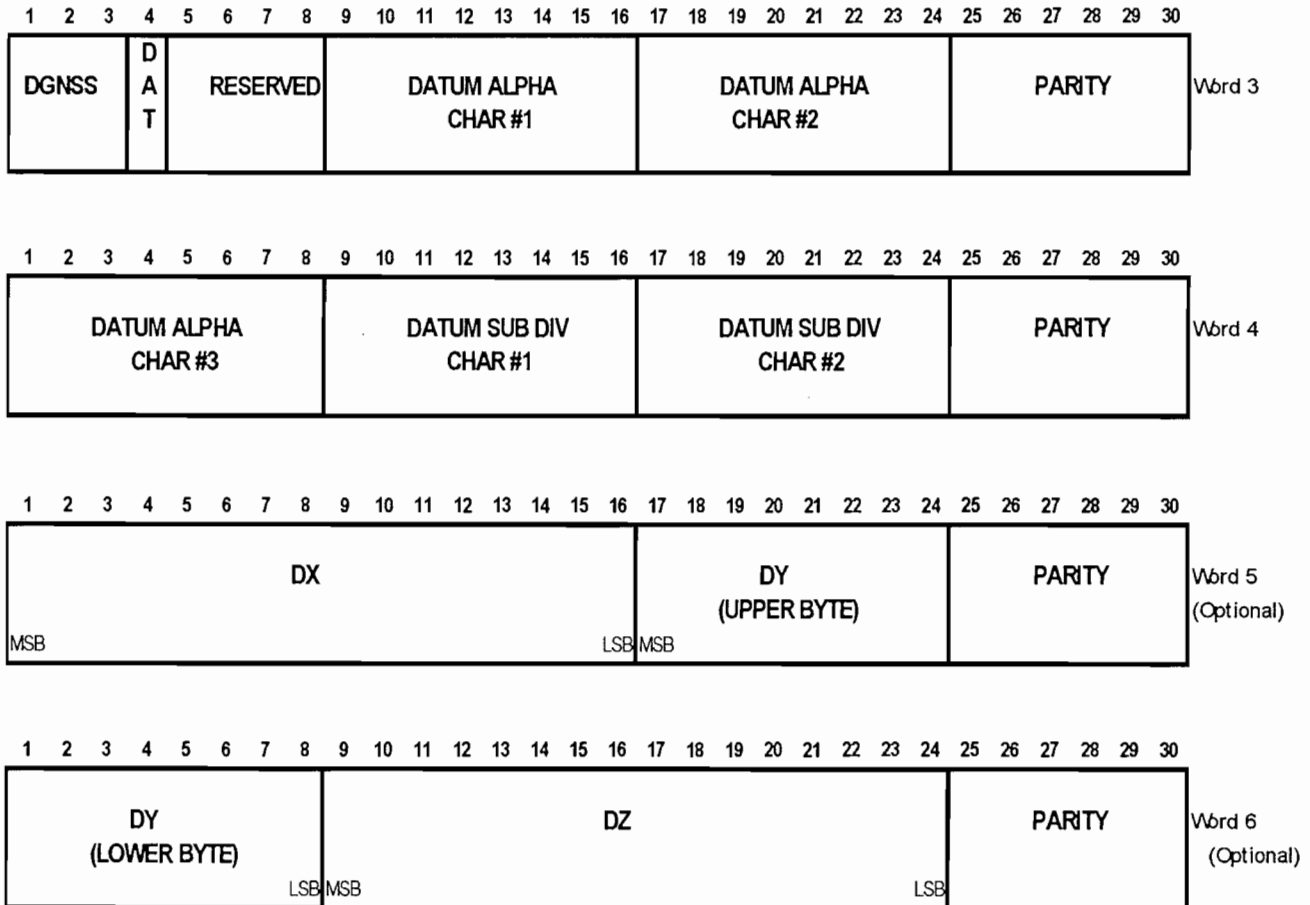 1 2 3 4 5 6 7 8 9 10 11 12 13 14 15 16 17 18 19 20 21 22 23 24 25 26 27 28 29 30
DGNSS
D
A
T
RESERVED
DATUM ALPHA
CHAR #1
DATUM ALPHA
CHAR #2
PARITY
Word 3
1 2 3 4 5 6 7 8 9 10 11 12 13 14 15 16 17 18 19 20 21 22 23 24 25 26 27 28 29 30
DATUM ALPHA
CHAR #3
DATUM SUB DIV
CHAR #1
DATUM SUB DIV
CHAR #2
PARITY
Word 4
1 2 3 4 5 6 7 8 9 10 11 12 13 14 15 16 17 18 19 20 21 22 23 24 25 26 27 28 29 30
DX
MSB
LSB
DY
(UPPER BYTE)
MSB
PARITY
Word 5
(Optional)
1 2 3 4 5 6 7 8 9 10 11 12 13 14 15 16 17 18 19 20 21 22 23 24 25 26 27 28 29 30
DY
(LOWER BYTE)
LSB
DZ
MSB
LSB
PARITY
Word 6
(Optional)